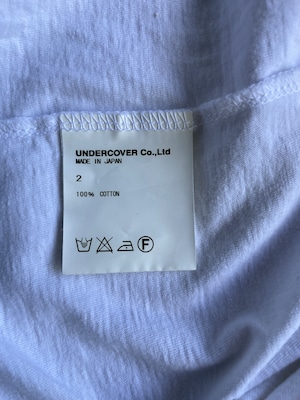 UNDERCOVER Co.,Ltd
MADE IN JAPAN
2
100% COTTON
F